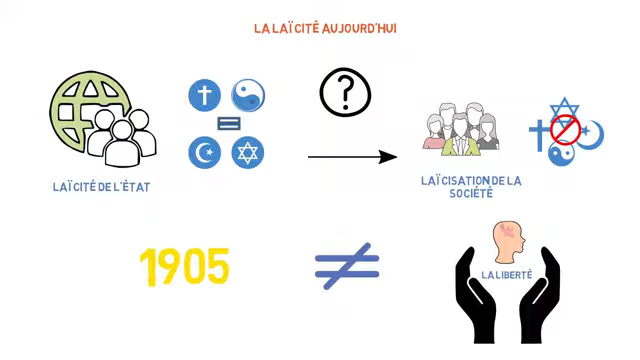 LA LAÏCITÉ AUJOURD'HUI
?
LAÏCITÉ DE L'ÉTAT
=
LAÏCISATION DE LA
SOCIÉTÉ
1905
≠
LA LIBERTÉ